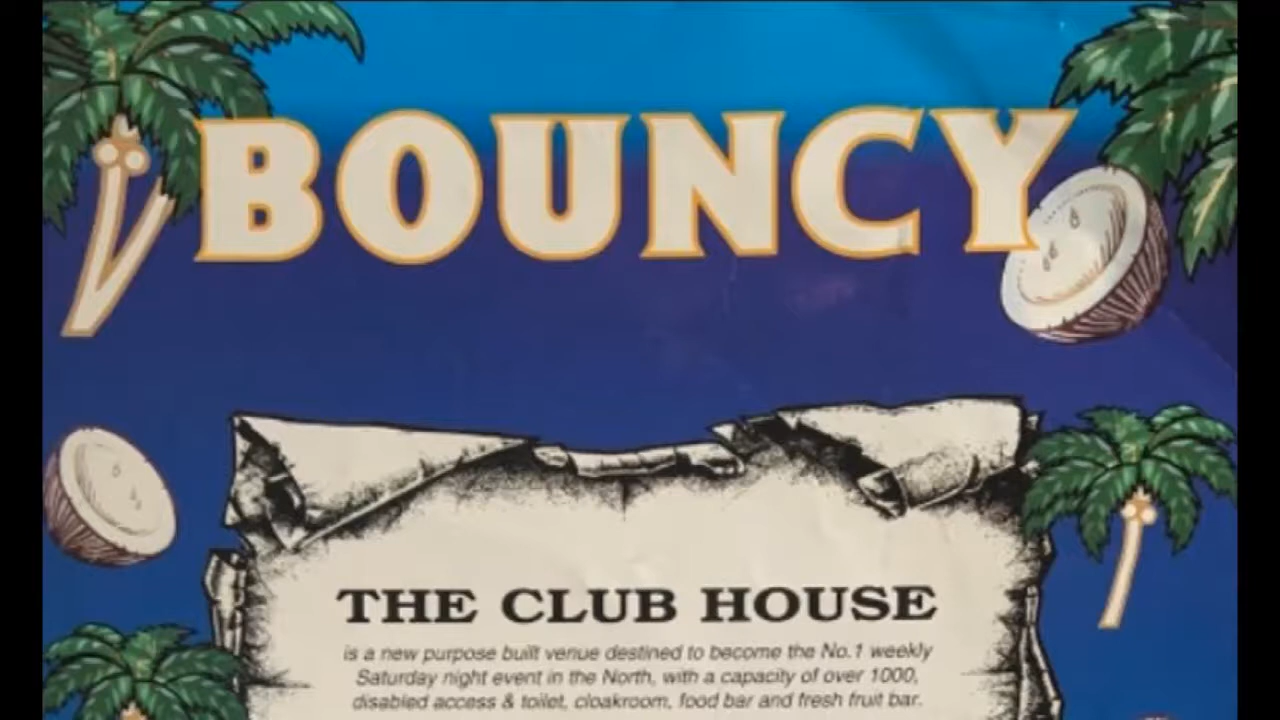 BOUNCY
THE CLUB HOUSE
is a new purpose built venue destined to become the No.1 weekly
Saturday night event in the North, with a capacity of over 1000,
disabled access & toilet, cloakroom, food bar and fresh fruit bar.